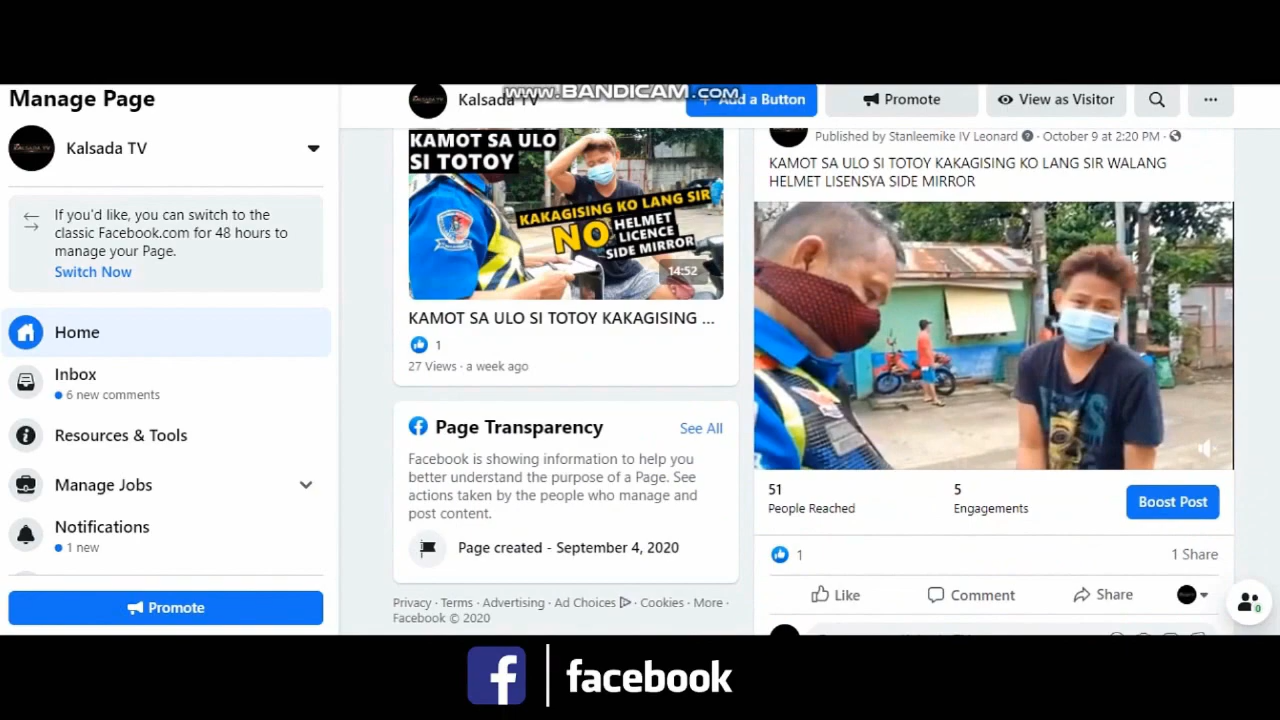 www.BANDICAM.com
Manage Page
Kalsada TV
If you'd like, you can switch to the
classic Facebook.com for 48 hours to
manage your Page.
Switch Now
Home
Inbox
6 new comments
Resources & Tools
Manage Jobs
Notifications
1 new
Promote
Kalsada TV
+ Add a Button
Promote
View as Visitor
KAMOT SA ULO
SI TOTOY
KAKAGISING KO LANG SIR
NO
HELMET
LICENCE
SIDE MIRROR
14:52
KAMOT SA ULO SI TOTOY KAKAGISING ...
1
27 Views · a week ago
Page Transparency
See All
Facebook is showing information to help you
better understand the purpose of a Page. See
actions taken by the people who manage and
post content.
Page created - September 4, 2020
Privacy · Terms · Advertising · Ad Choices · Cookies · More ·
Facebook © 2020
Published by Stanleemike IV Leonard · October 9 at 2:20 PM ·
KAMOT SA ULO SI TOTOY KAKAGISING KO LANG SIR WALANG
HELMET LISENSYA SIDE MIRROR
51
People Reached
5
Engagements
Boost Post
1
1 Share
Like
Comment
Share
0
facebook